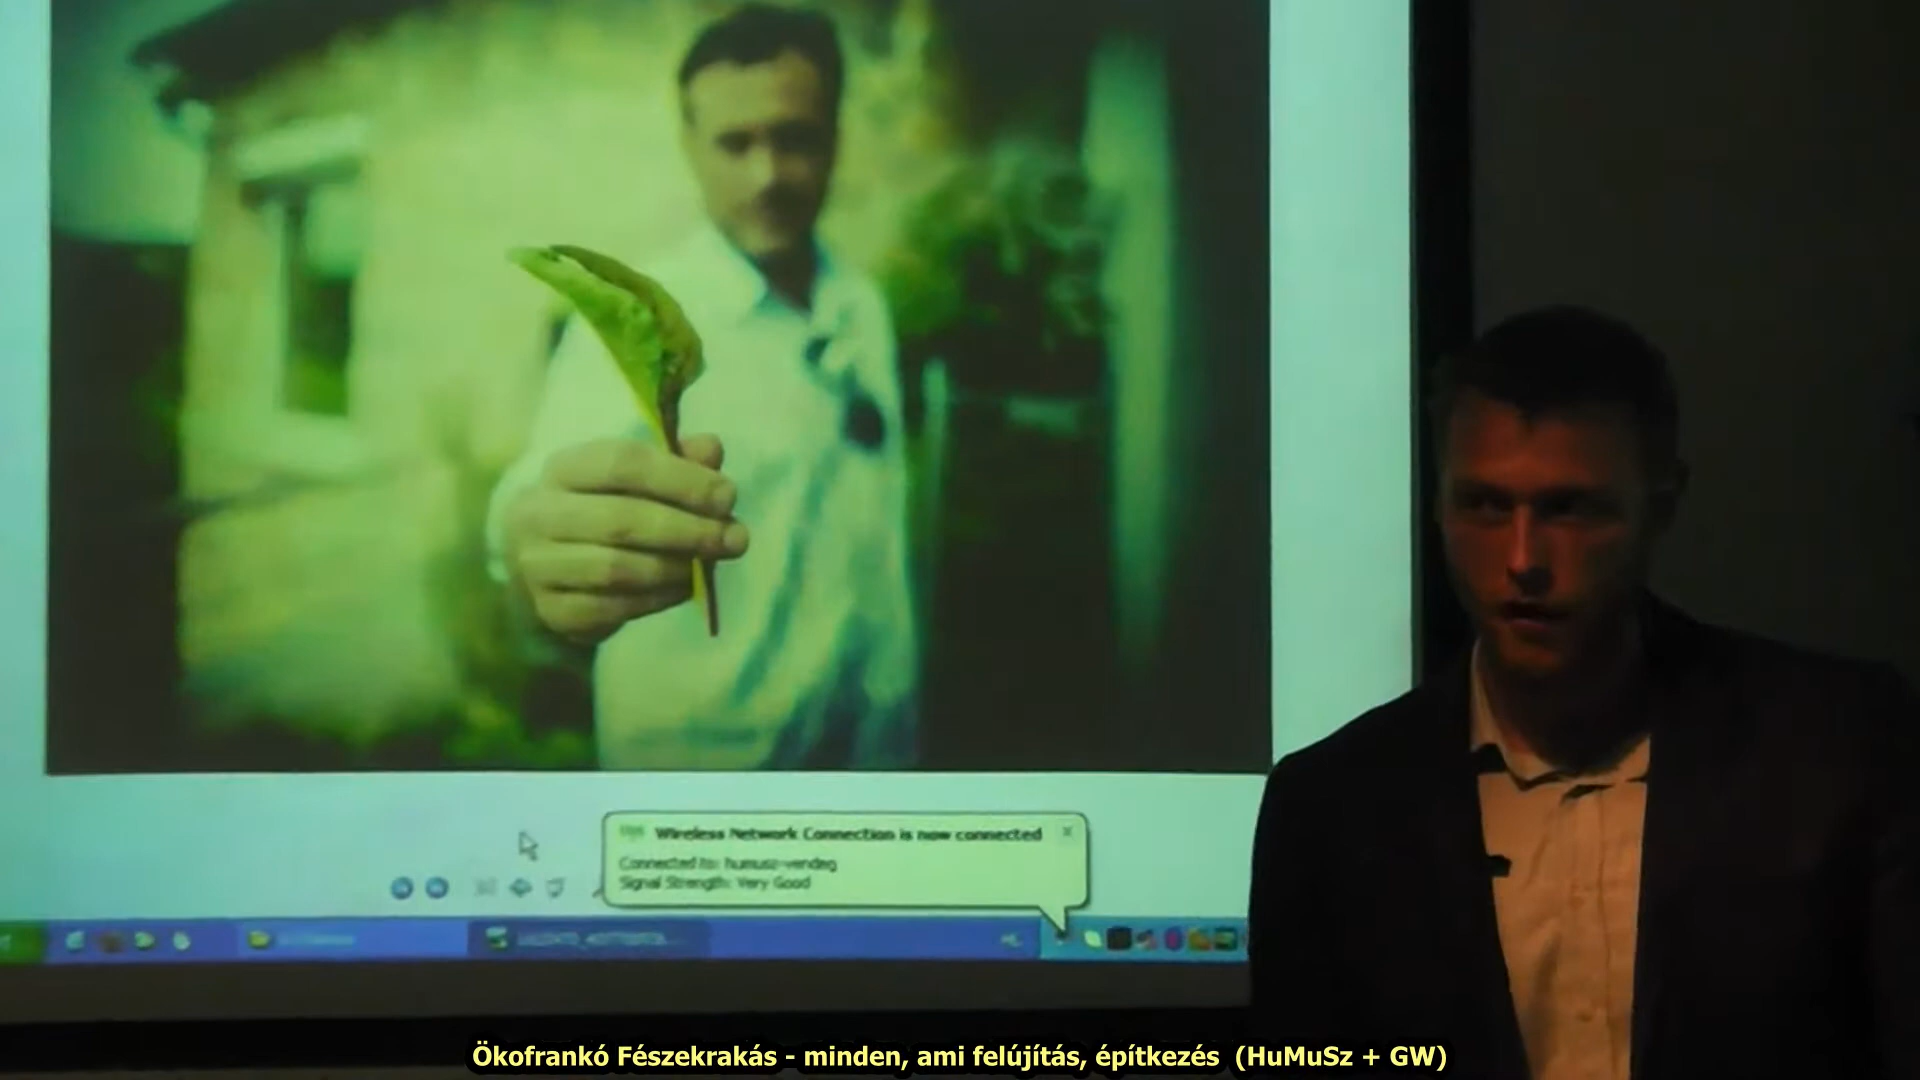 Wireless Network Connection is now connected
Connected to: humusz-vendeg
Signal Strength: Very Good
Ökofrankó Fészekrakás - minden, ami felújítás, építkezés (HuMuSz + GW)